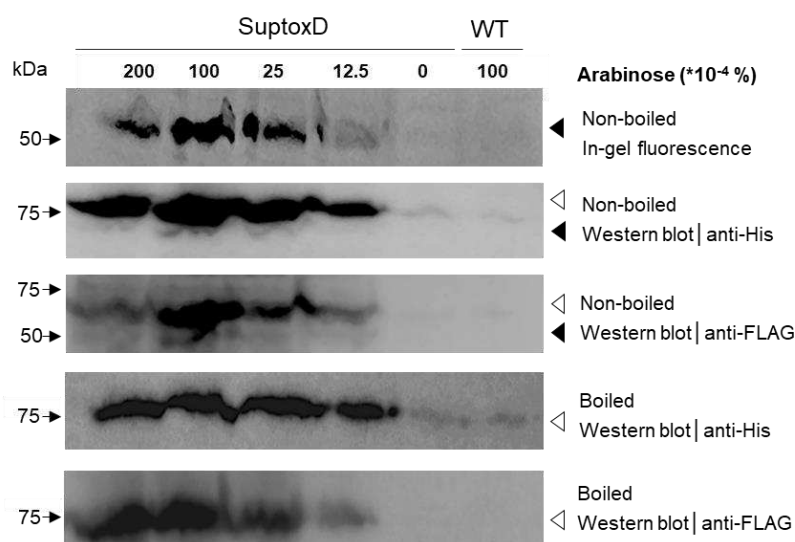 SuptoxD WT
kDa 200 100 25 12.5 0 100 Arabinose (*10-4 %)
50 Non-boiled
In-gel fluorescence
75 Non-boiled
Western blot | anti-His
75
Non-boiled
50 Western blot | anti-FLAG
Boiled
75 Western blot | anti-His
Boiled
75 Western blot | anti-FLAG